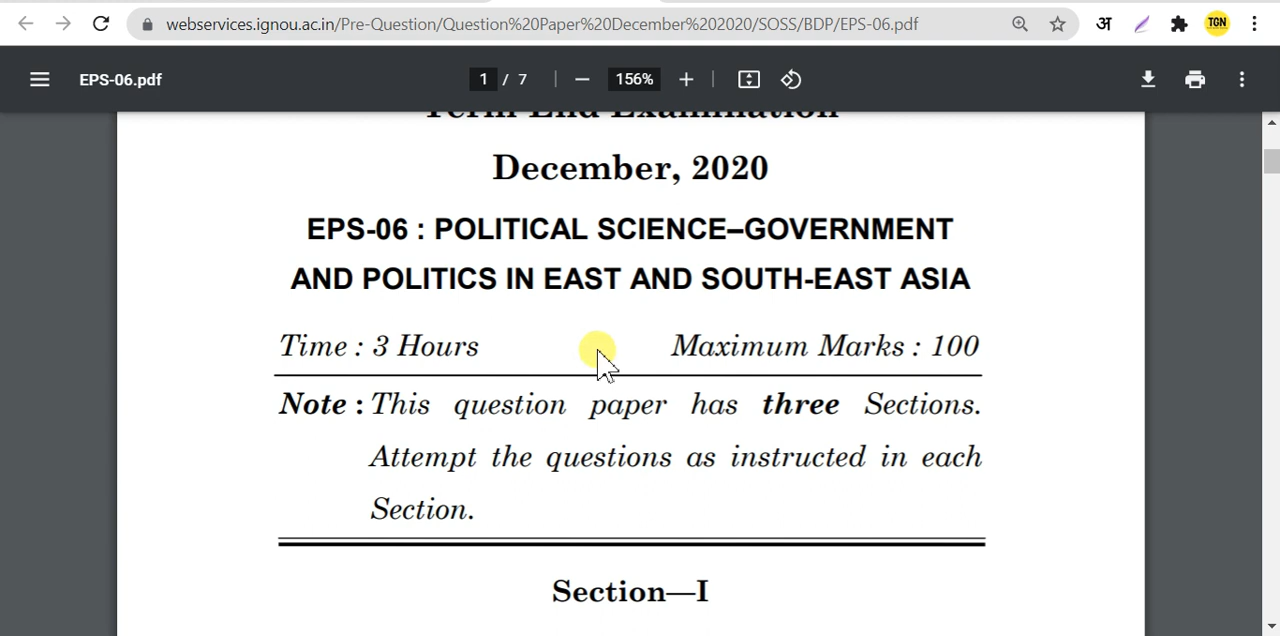 webservices.ignou.ac.in/Pre-Question/Question%20Paper%20December%202020/SOSS/BDP/EPS-06.pdf
अ
TGN
EPS-06.pdf
1 / 7
156%
Term-End Examination
December, 2020
EPS-06 : POLITICAL SCIENCE–GOVERNMENT
AND POLITICS IN EAST AND SOUTH-EAST ASIA
Time : 3 Hours Maximum Marks : 100
Note : This question paper has three Sections.
Attempt the questions as instructed in each
Section.
Section—I